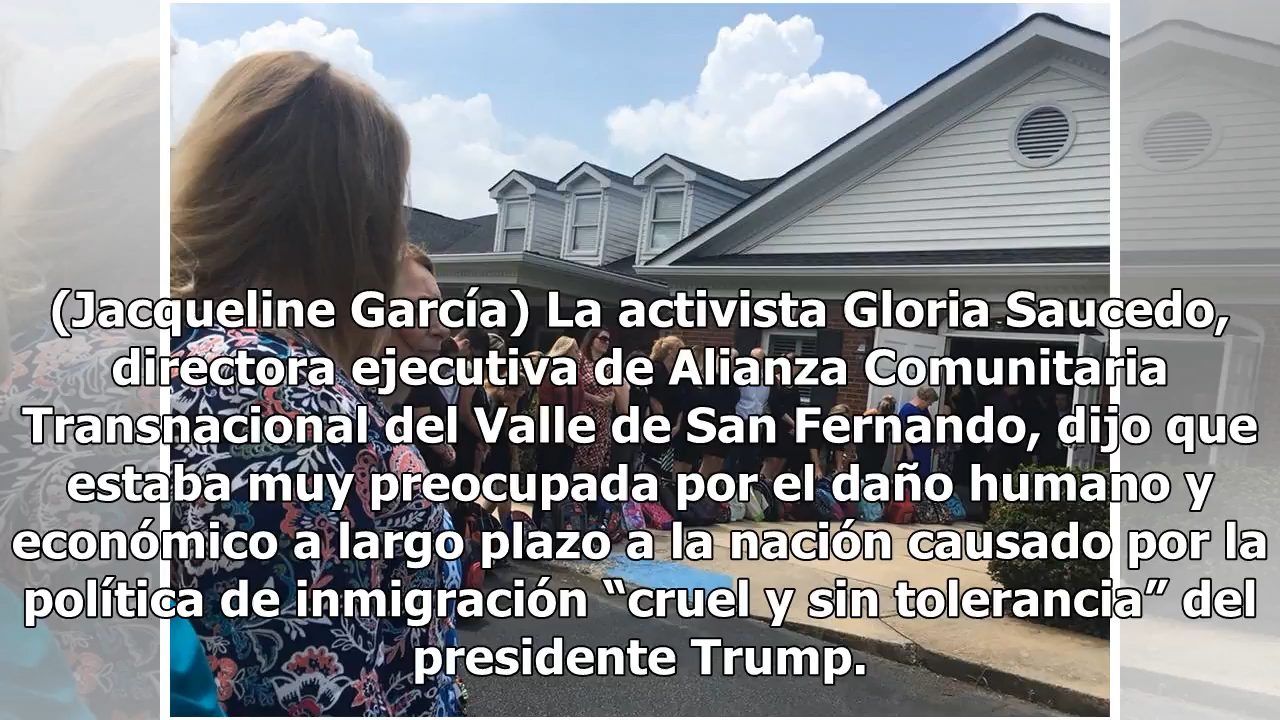 (Jacqueline García) La activista Gloria Saucedo,
directora ejecutiva de Alianza Comunitaria
Transnacional del Valle de San Fernando, dijo que
estaba muy preocupada por el daño humano y
económico a largo plazo a la nación causado por la
política de inmigración “cruel y sin tolerancia” del
presidente Trump.